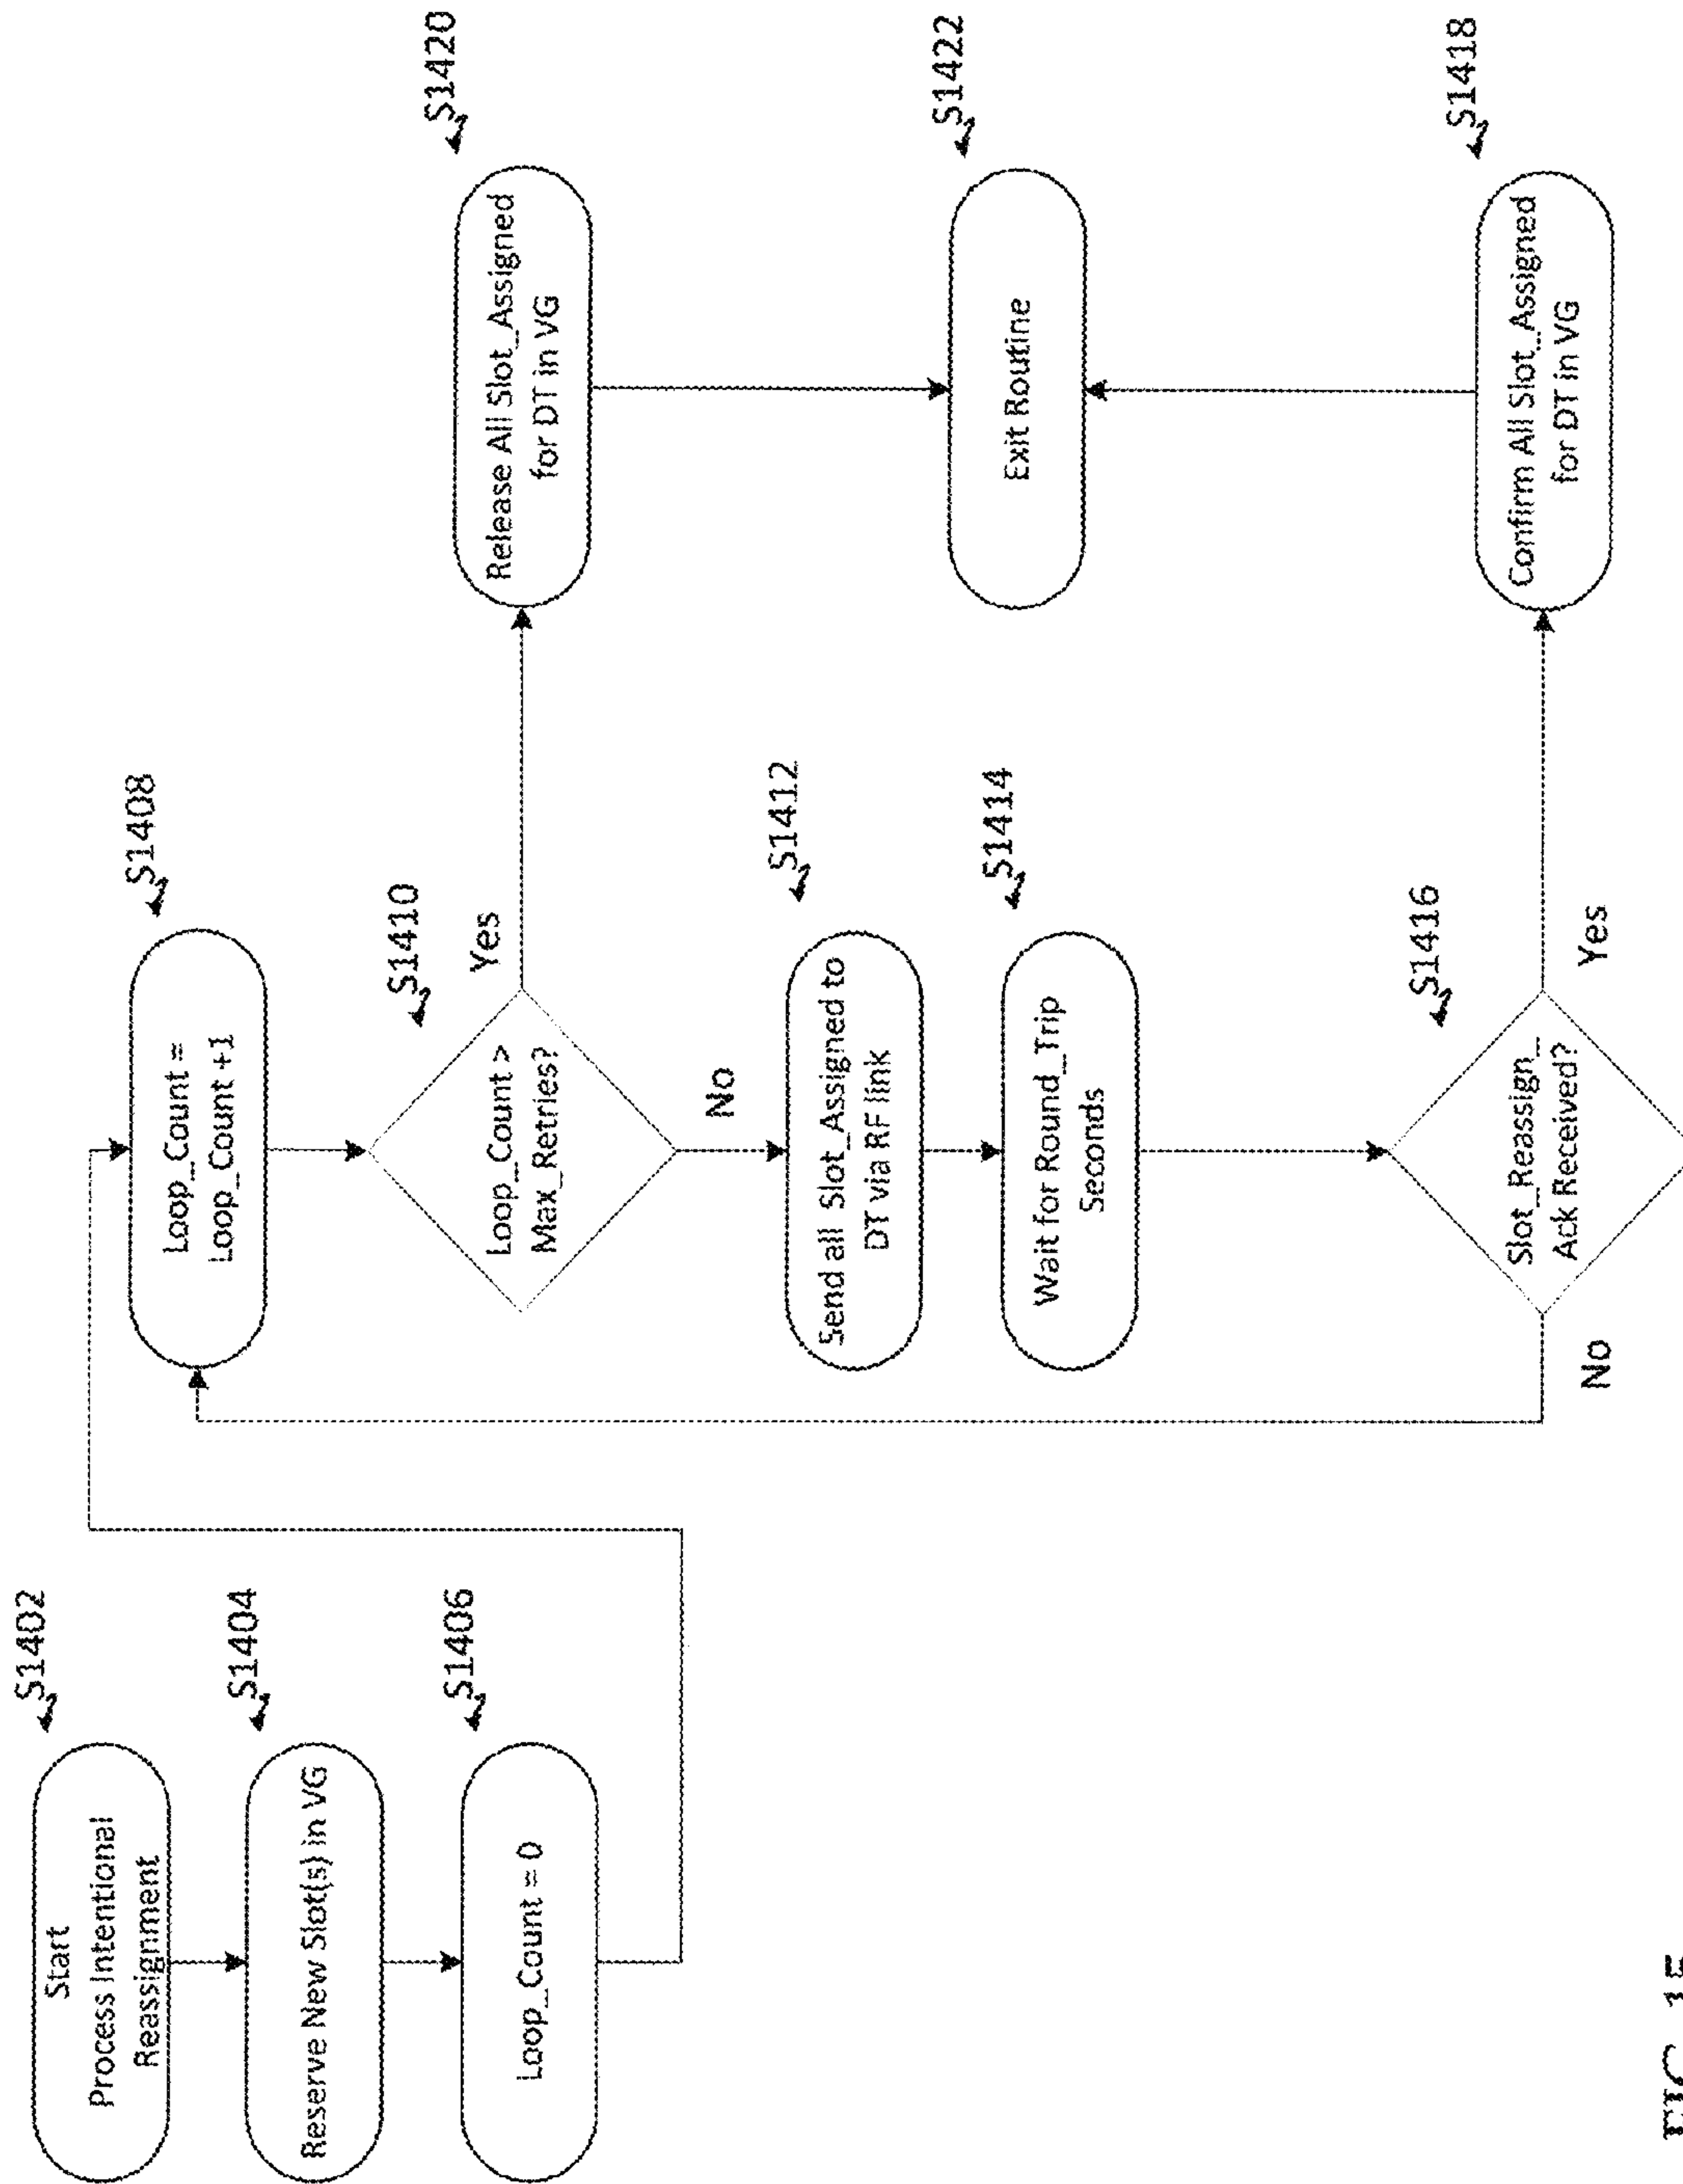 S1402
Start
Process Intentional
Reassignment
S1404
Reserve New Slot(s) in VG
S1406
Loop_Count = 0
S1408
Loop_Count =
Loop_Count +1
S1410
Loop_Count >
Max_Retries?
Yes
No
S1412
Send all Slot_Assigned to
DT via RF link
S1414
Wait for Round_Trip
Seconds
S1416
Slot_Reassign_
Ack Received?
Yes
No
S1420
Release All Slot_Assigned
for DT in VG
S1422
Exit Routine
S1418
Confirm All Slot_Assigned
for DT in VG
FIG.